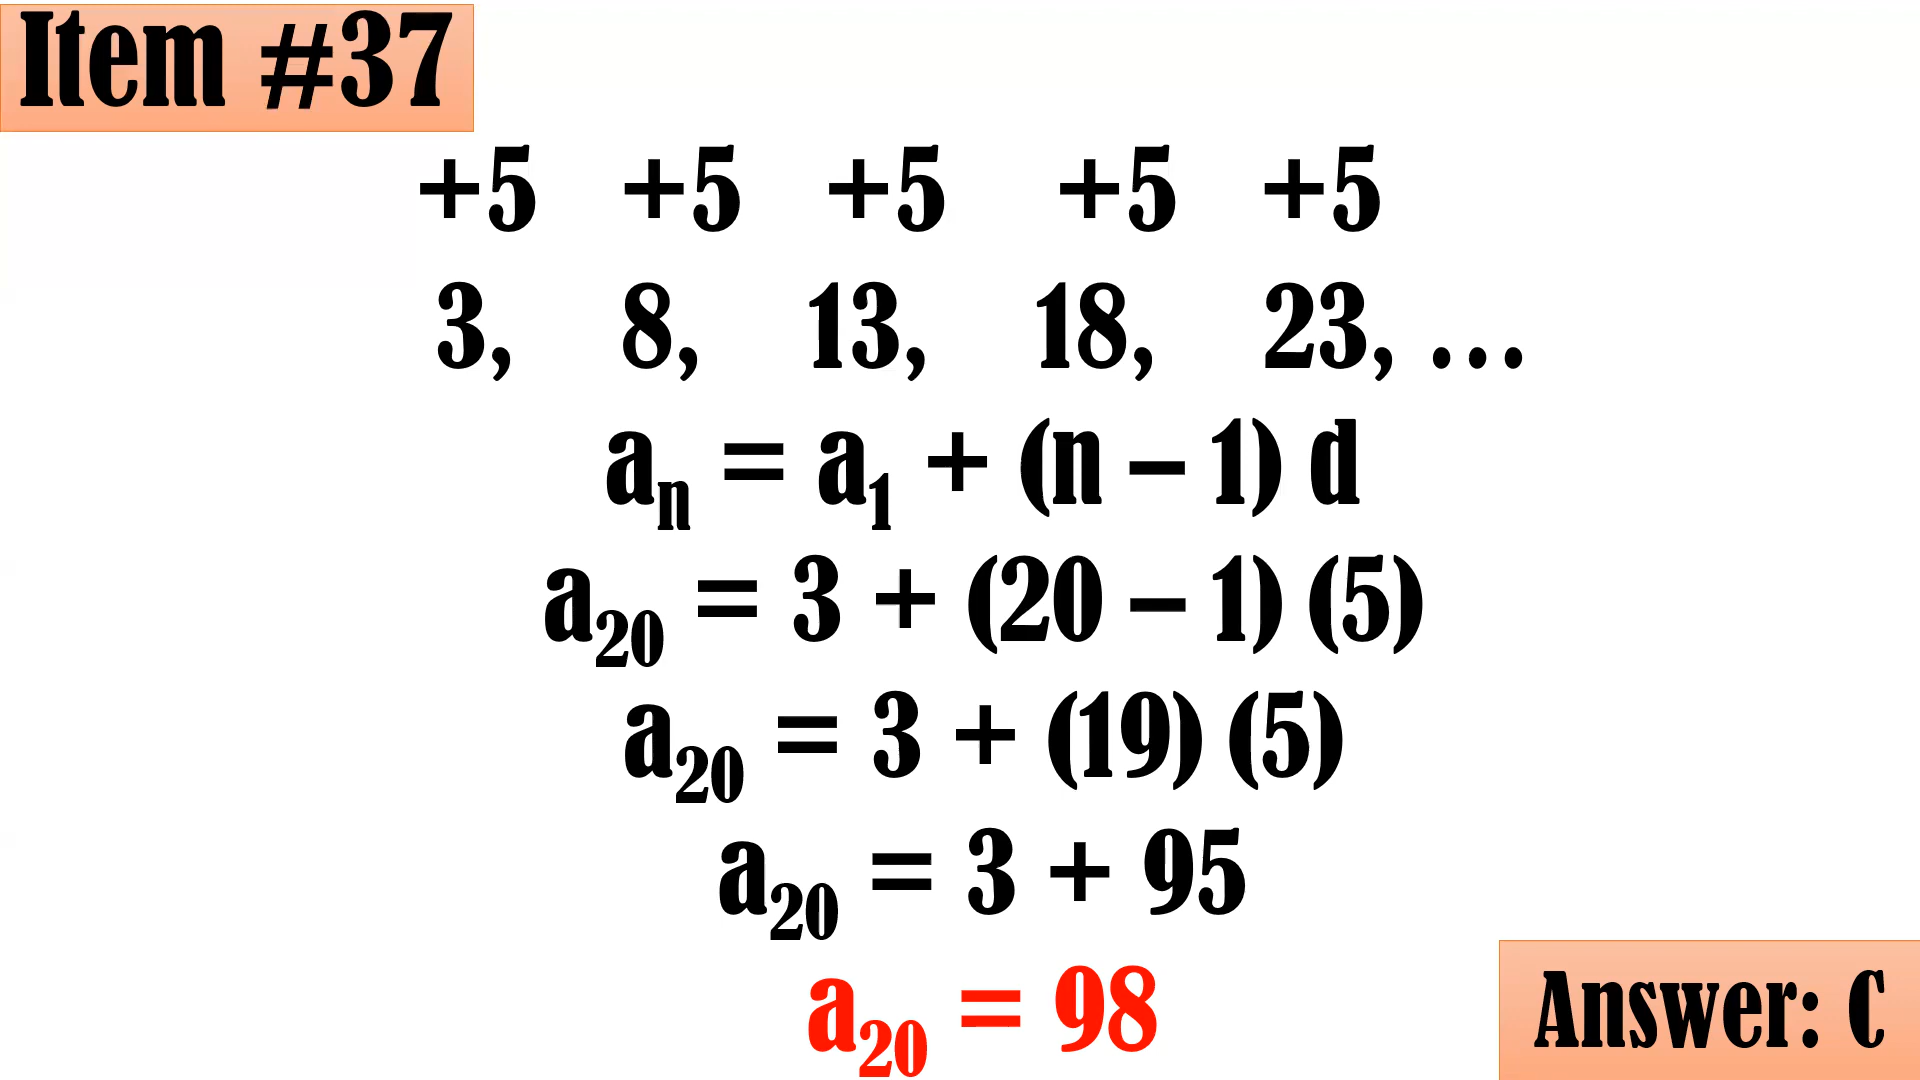 Item #37
+5 +5 +5 +5 +5
3, 8, 13, 18, 23, …
aₙ = a₁ + (n – 1) d
a₂₀ = 3 + (20 – 1) (5)
a₂₀ = 3 + (19) (5)
a₂₀ = 3 + 95
a₂₀ = 98
Answer: C